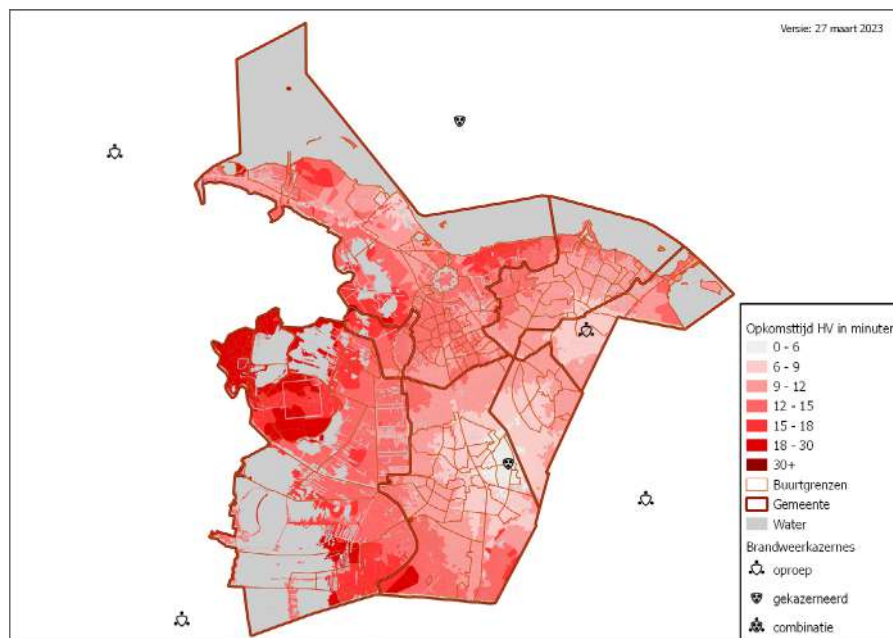 Versie: 27 maart 2023
Opkomsttijd HV in minuten
0 - 6
6 - 9
9 - 12
12 - 15
15 - 18
18 - 30
30+
Buurtgrenzen
Gemeente
Water
Brandweerkazernes
oproep
gekazerneerd
combinatie